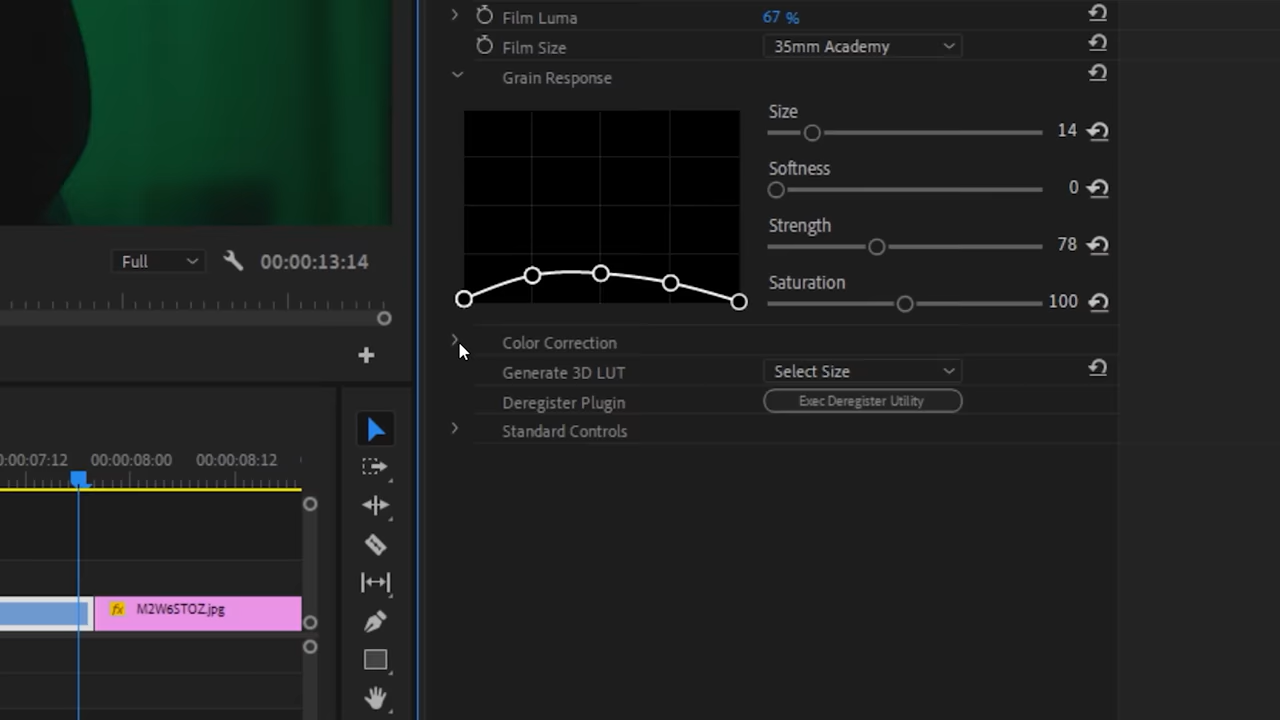 Film Luma 67 %
Film Size 35mm Academy
Grain Response
Size
14
Softness
0
Strength
78
Saturation
100
Color Correction
Generate 3D LUT Select Size
Deregister Plugin Exec Deregister Utility
Standard Controls
Full 00:00:13:14
0:00:07:12 00:00:08:00 00:00:08:12
fx M2W6STOZ.jpg